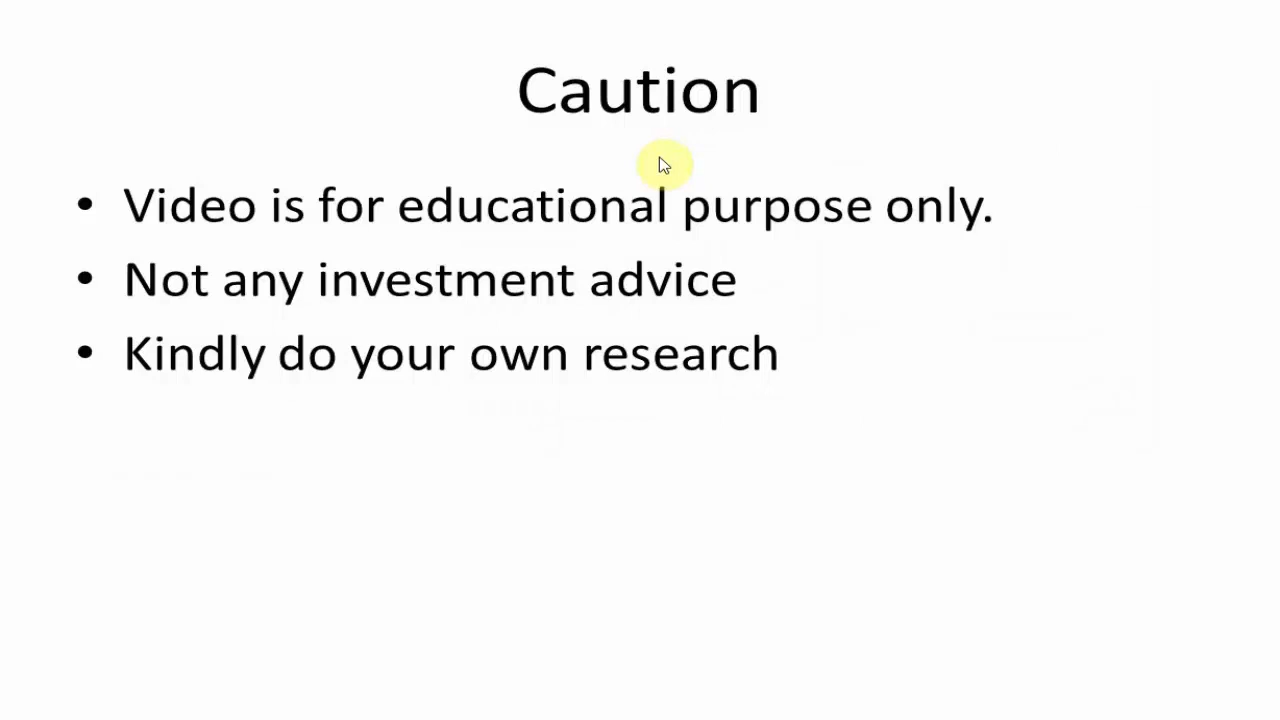 Caution
• Video is for educational purpose only.
• Not any investment advice
• Kindly do your own research